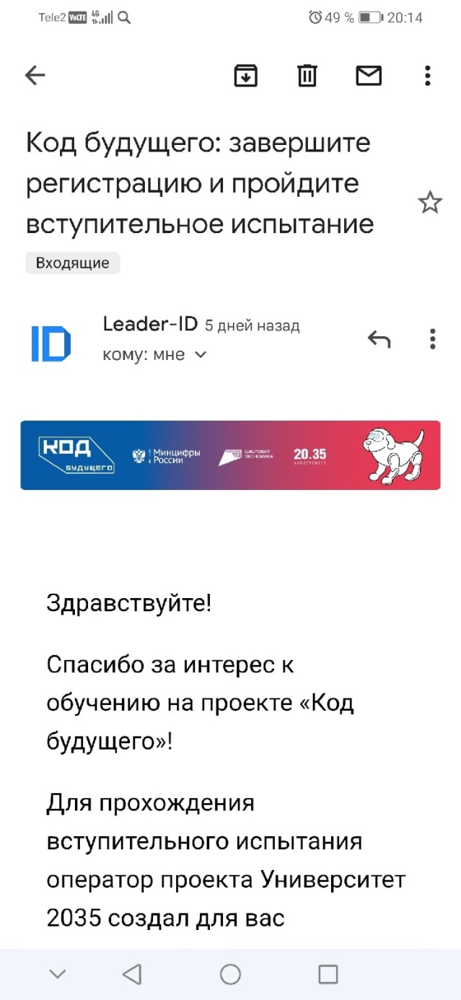 Tele2 VoLTE 4G 49 % 20:14
Код будущего: завершите
регистрацию и пройдите
вступительное испытание
Входящие
ID
Leader-ID 5 дней назад
кому: мне
КОД
БУДУЩЕГО
Минцифры
России
ЦИФРОВАЯ
ЭКОНОМИКА
20.35
УНИВЕРСИТЕТ
Здравствуйте!
Спасибо за интерес к
обучению на проекте «Код
будущего»!
Для прохождения
вступительного испытания
оператор проекта Университет
2035 создал для вас